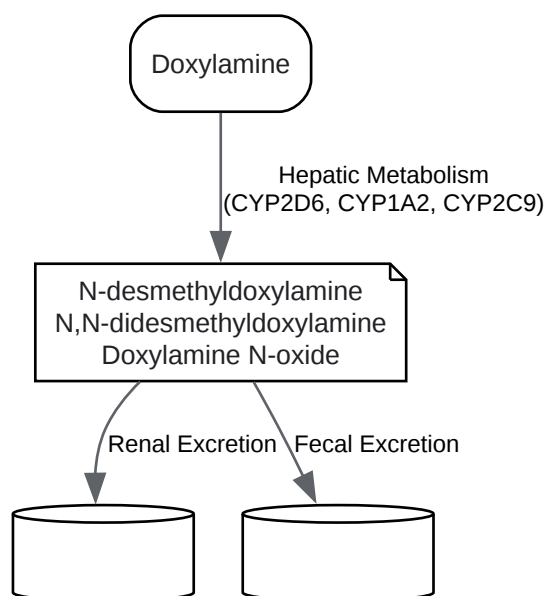 Doxylamine
Hepatic Metabolism
(CYP2D6, CYP1A2, CYP2C9)
N-desmethyldoxylamine
N,N-didesmethyldoxylamine
Doxylamine N-oxide
Renal Excretion
Fecal Excretion